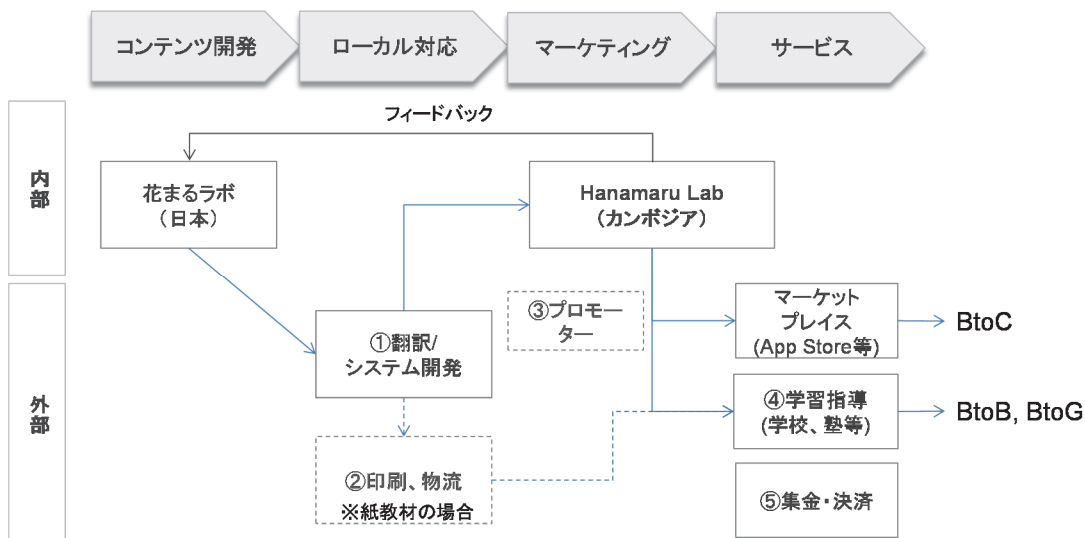 コンテンツ開発
ローカル対応
マーケティング
サービス
フィードバック
内部
花まるラボ
（日本）
Hanamaru Lab
（カンボジア）
外部
①翻訳/
システム開発
③プロモー
ター
マーケット
プレイス
(App Store等)
BtoC
④学習指導
(学校、塾等)
BtoB, BtoG
②印刷、物流
※紙教材の場合
⑤集金・決済